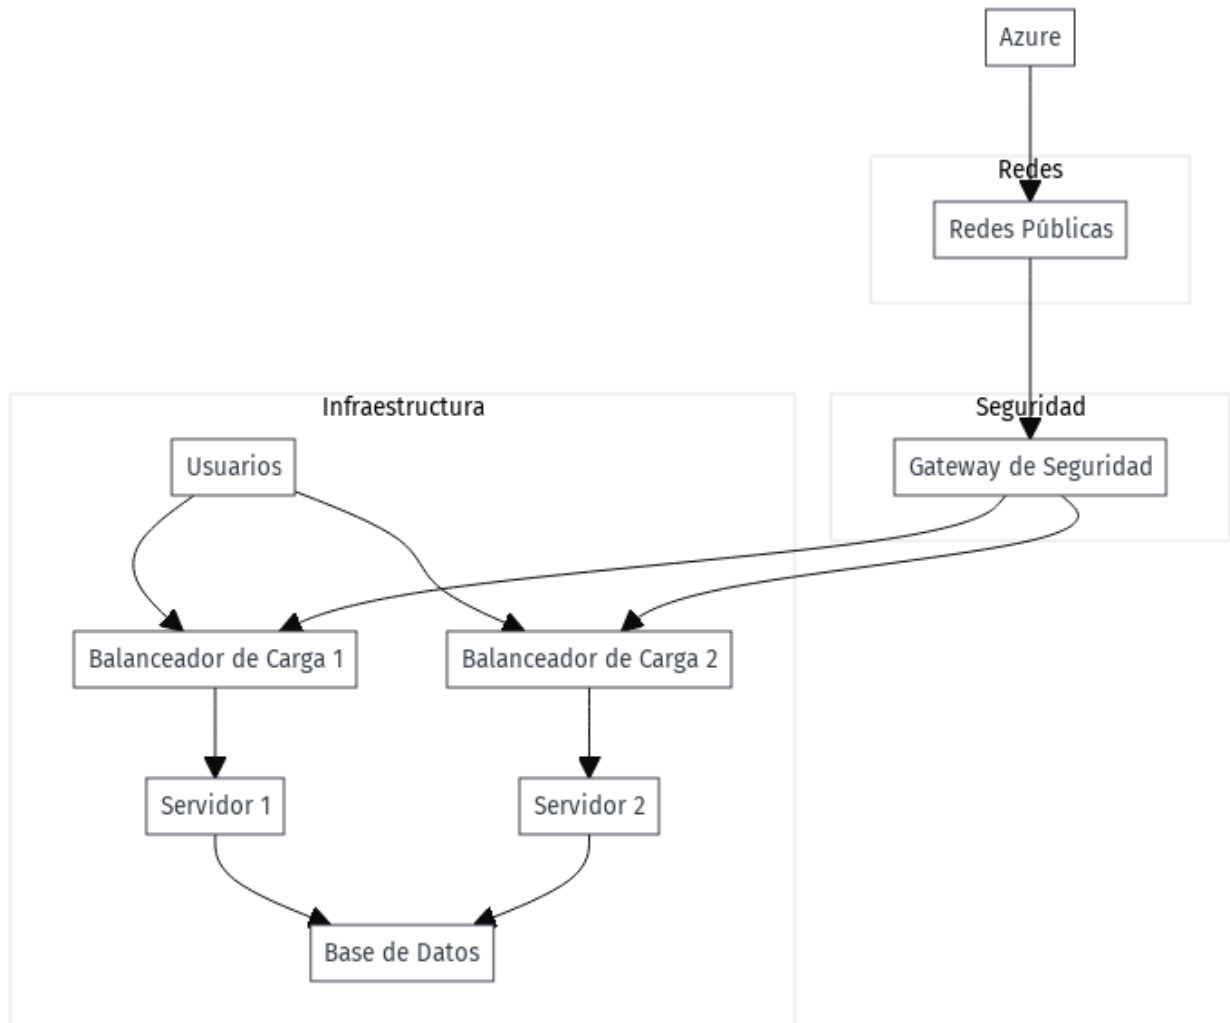 Azure
Redes
Redes Públicas
Infraestructura
Seguridad
Usuarios
Gateway de Seguridad
Balanceador de Carga 1
Balanceador de Carga 2
Servidor 1
Servidor 2
Base de Datos